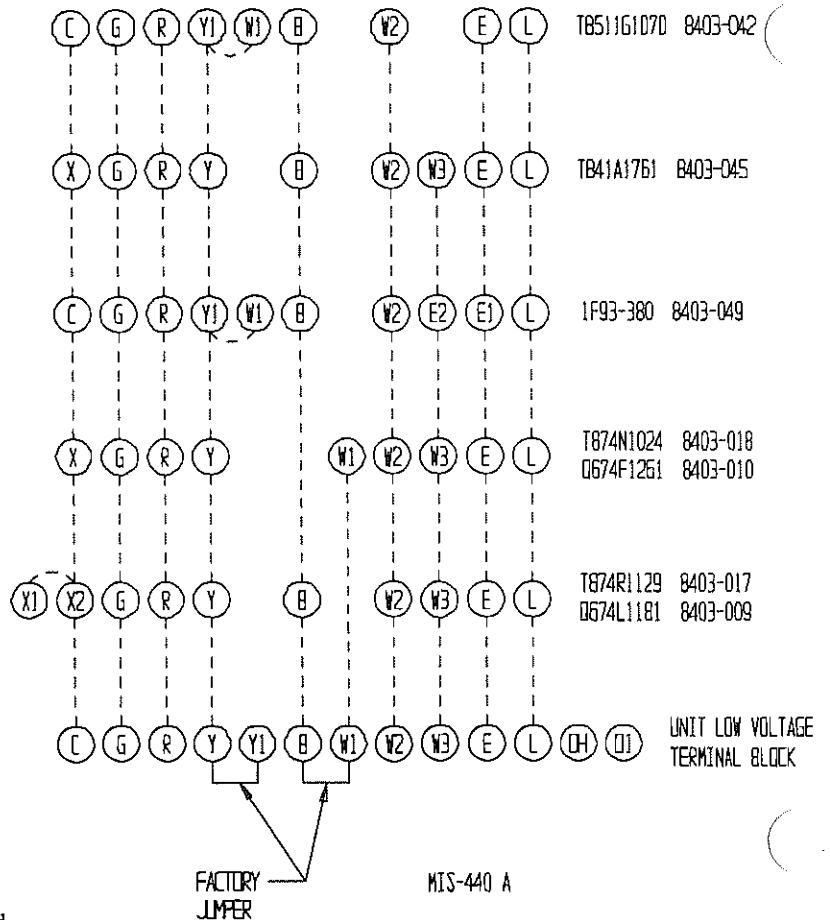 C G R Y1 W1 B W2 E L T8511G1070 8403-042
X G R Y B W2 W3 E L T841A1761 8403-045
C G R Y1 W1 B W2 E2 E1 L 1F93-380 8403-049
X G R Y W1 W2 W3 E L T874N1024 8403-018
Q674F1261 8403-010
X1 X2 G R Y B W2 W3 E L T874R1129 8403-017
Q674L1181 8403-009
C G R Y Y1 B W1 W2 W3 E L OH O1 UNIT LOW VOLTAGE
TERMINAL BLOCK
FACTORY
JUMPER
MIS-440 A